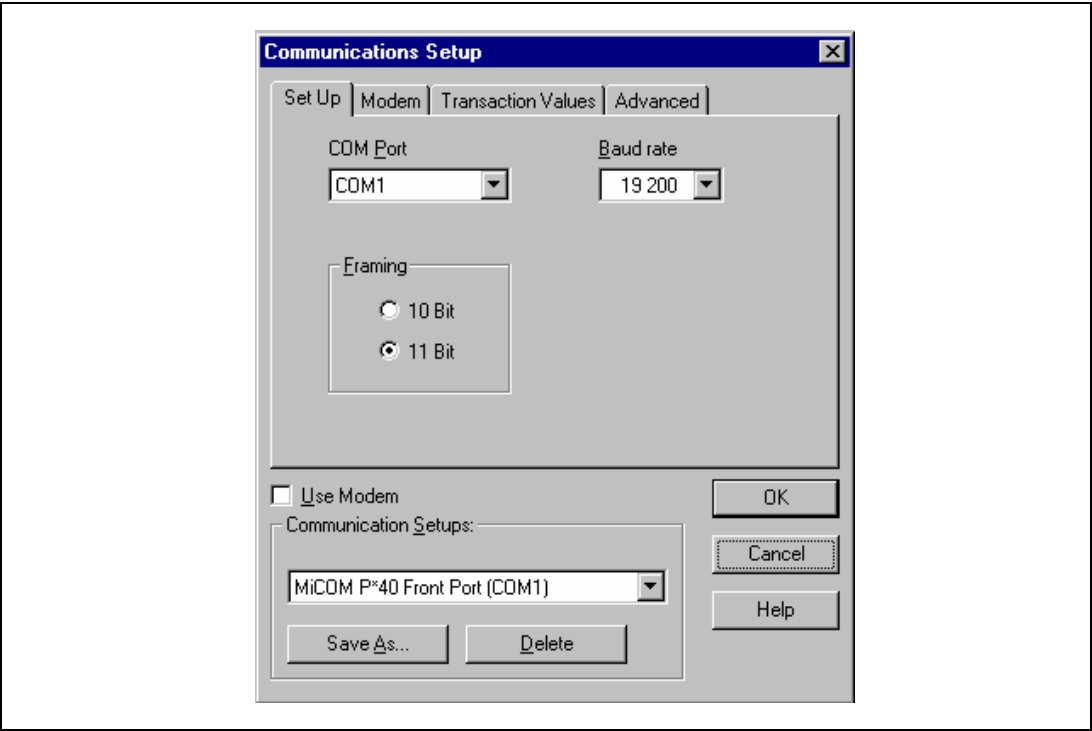 Communications Setup
Set Up Modem Transaction Values Advanced
COM Port Baud rate
COM1 19 200
Framing
10 Bit
11 Bit
Use Modem
OK
Communication Setups:
Cancel
MiCOM P*40 Front Port (COM1)
Help
Save As... Delete